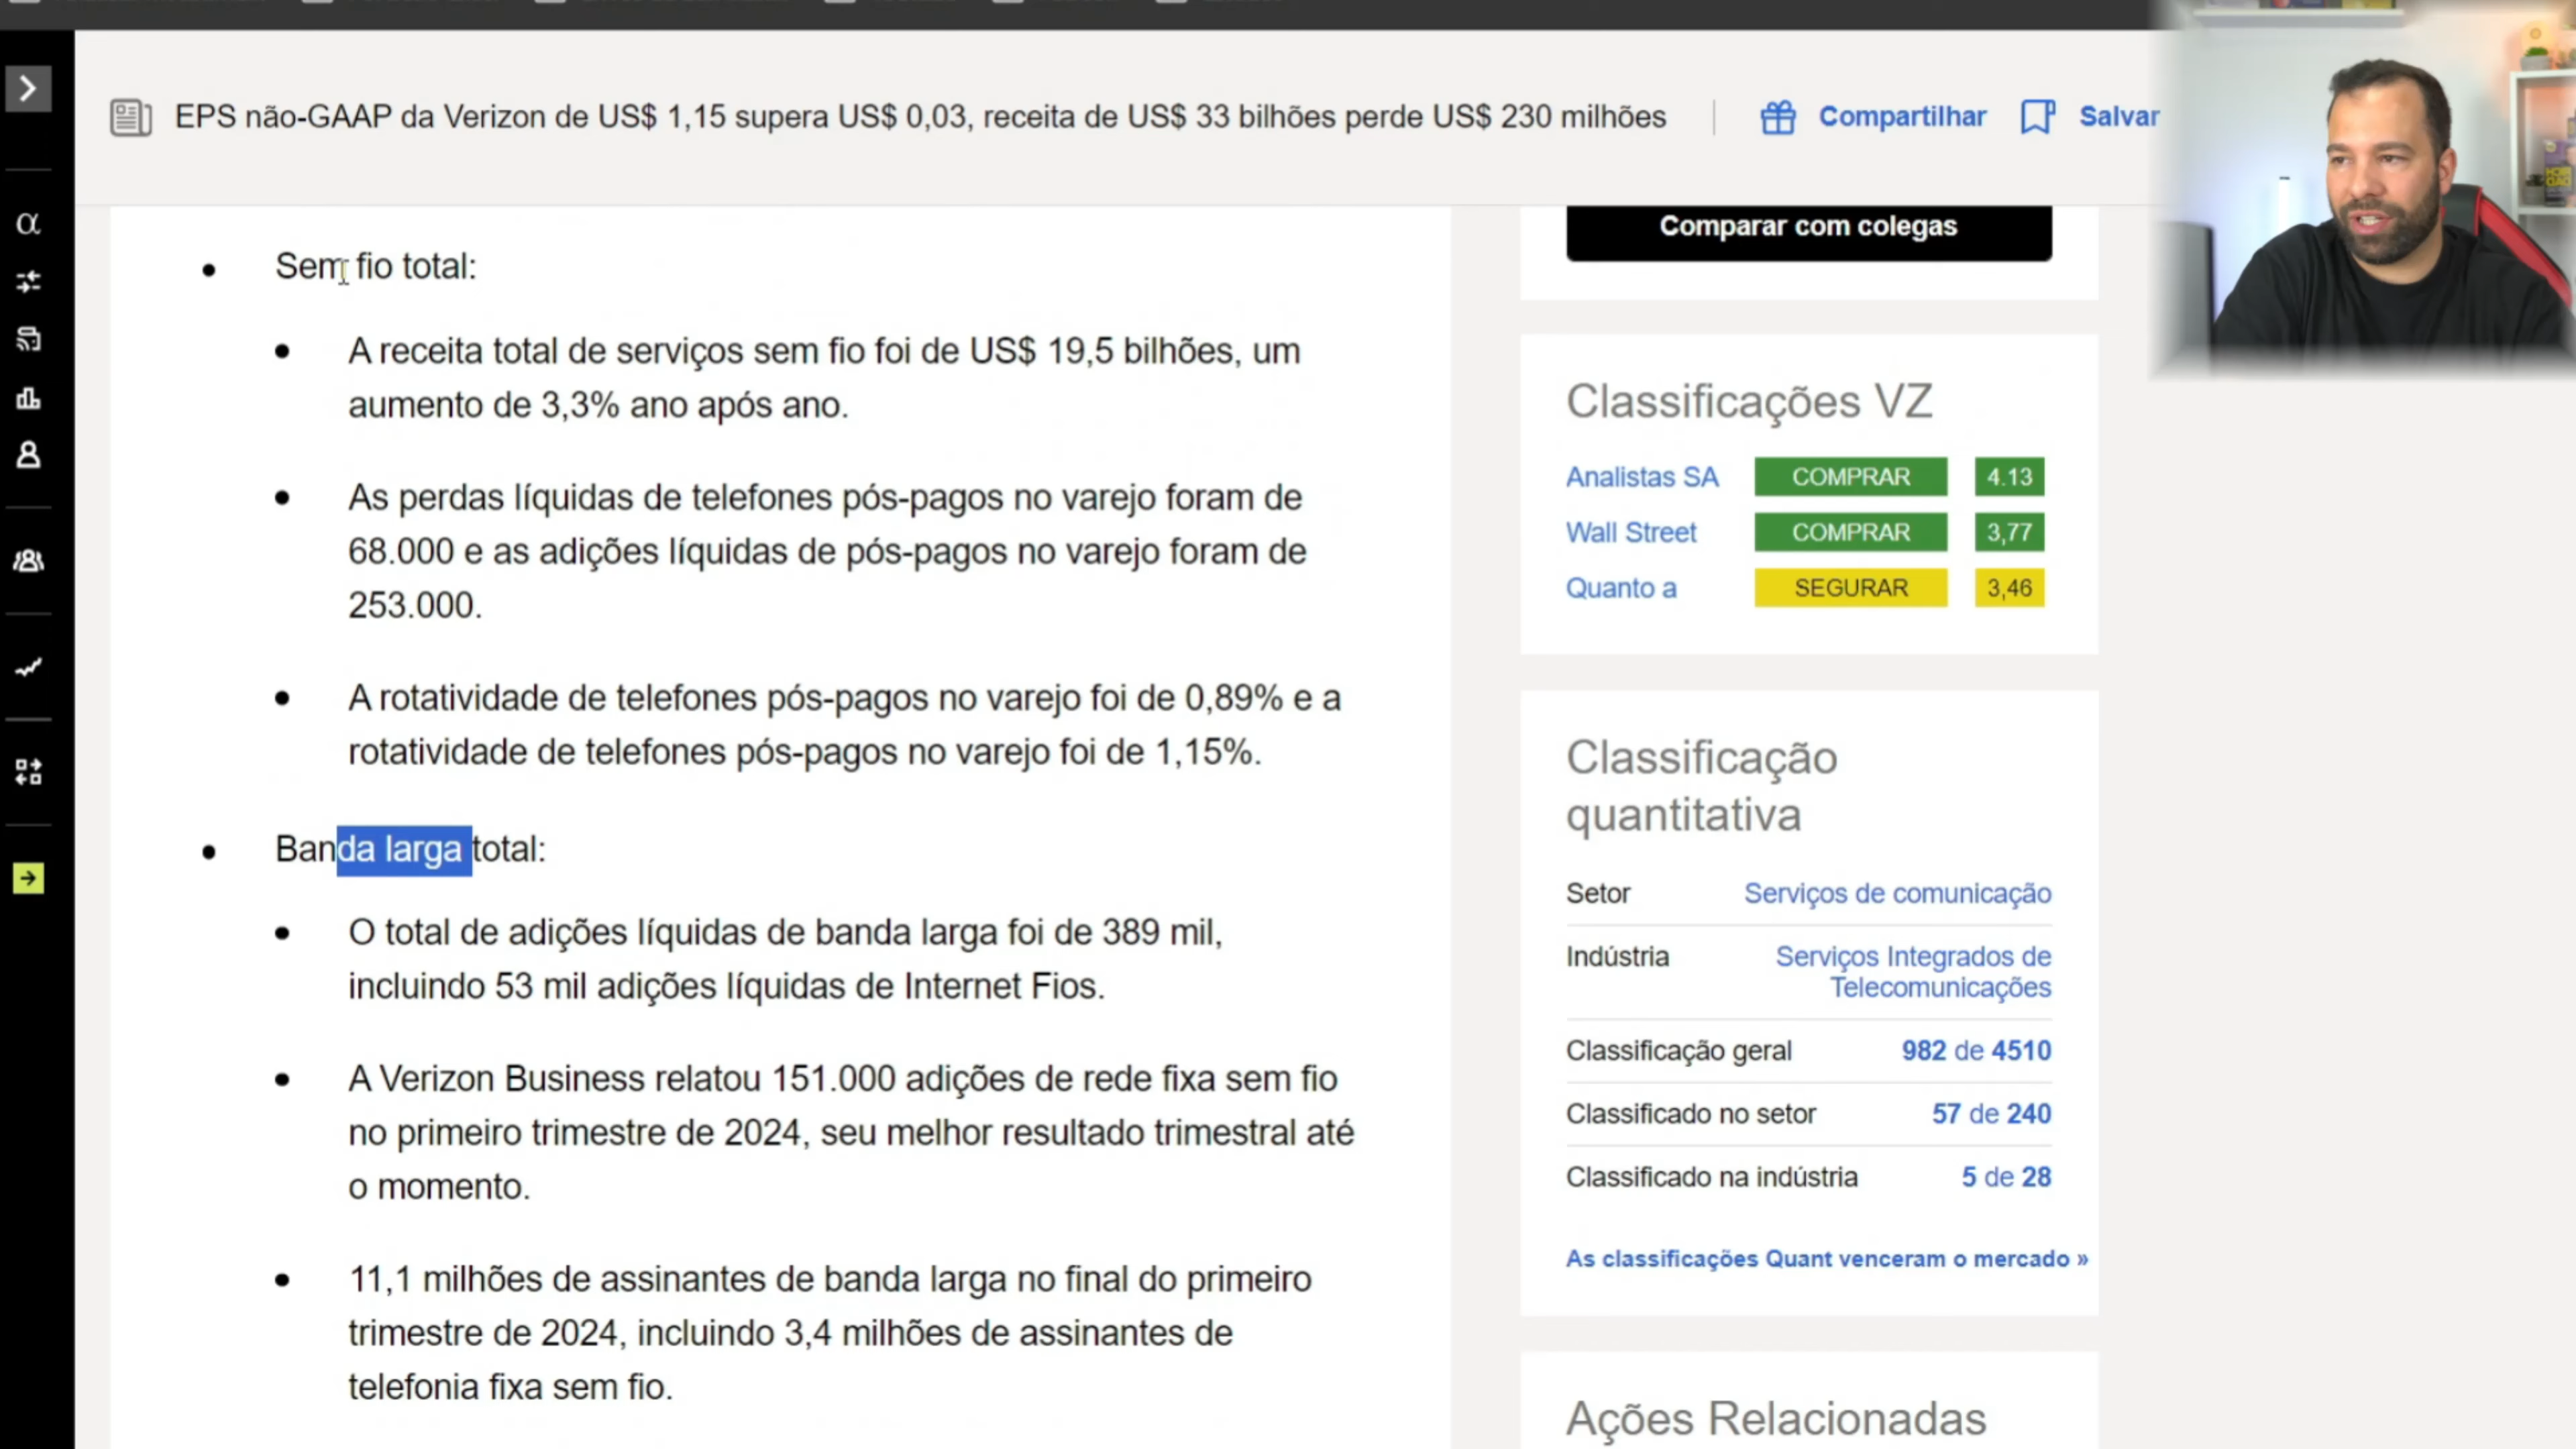 EPS não-GAAP da Verizon de US$ 1,15 supera US$ 0,03, receita de US$ 33 bilhões perde US$ 230 milhões
Compartilhar
Salvar
Sem fio total:
A receita total de serviços sem fio foi de US$ 19,5 bilhões, um
aumento de 3,3% ano após ano.
As perdas líquidas de telefones pós-pagos no varejo foram de
68.000 e as adições líquidas de pós-pagos no varejo foram de
253.000.
A rotatividade de telefones pós-pagos no varejo foi de 0,89% e a
rotatividade de telefones pós-pagos no varejo foi de 1,15%.
Banda larga total:
O total de adições líquidas de banda larga foi de 389 mil,
incluindo 53 mil adições líquidas de Internet Fios.
A Verizon Business relatou 151.000 adições de rede fixa sem fio
no primeiro trimestre de 2024, seu melhor resultado trimestral até
o momento.
11,1 milhões de assinantes de banda larga no final do primeiro
trimestre de 2024, incluindo 3,4 milhões de assinantes de
telefonia fixa sem fio.
Comparar com colegas
Classificações VZ
Analistas SA COMPRAR 4.13
Wall Street COMPRAR 3,77
Quanto a SEGURAR 3,46
Classificação
quantitativa
Setor Serviços de comunicação
Indústria Serviços Integrados de
Telecomunicações
Classificação geral 982 de 4510
Classificado no setor 57 de 240
Classificado na indústria 5 de 28
As classificações Quant venceram o mercado »
Ações Relacionadas